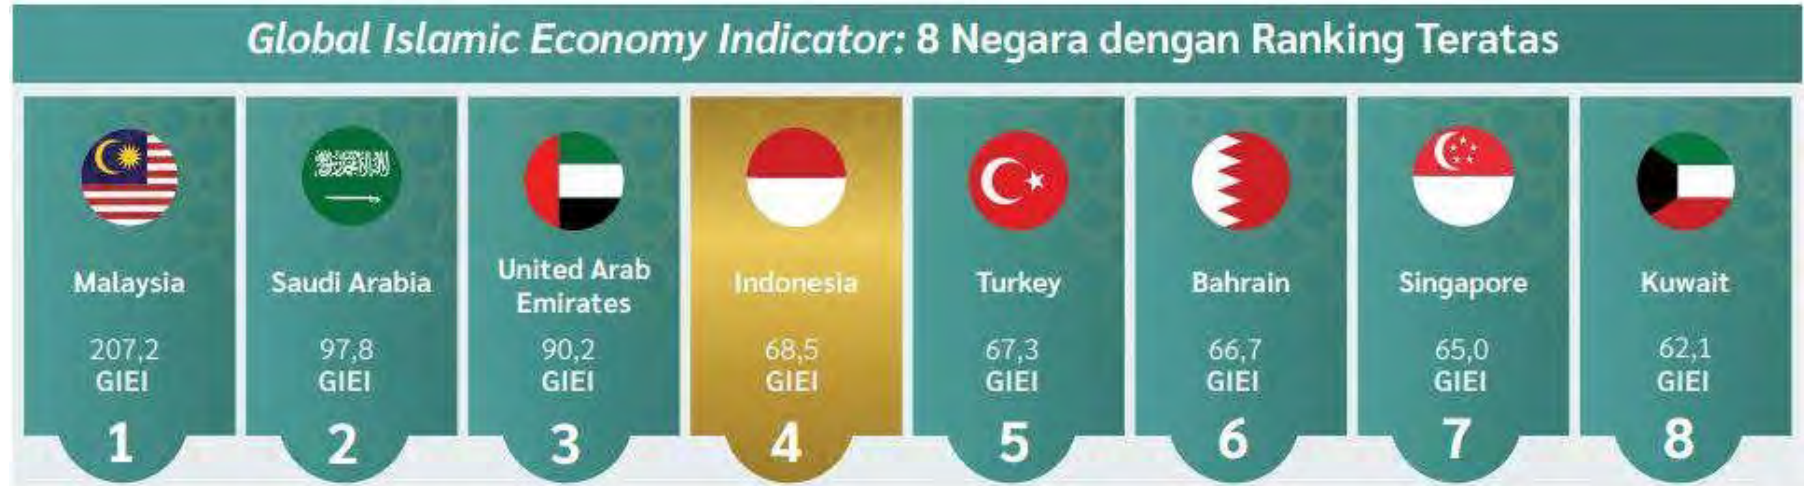 Global Islamic Economy Indicator: 8 Negara dengan Ranking Teratas
Malaysia
207,2
GIEI
1
Saudi Arabia
97,8
GIEI
2
United Arab
Emirates
90,2
GIEI
3
Indonesia
68,5
GIEI
4
Turkey
67,3
GIEI
5
Bahrain
66,7
GIEI
6
Singapore
65,0
GIEI
7
Kuwait
62,1
GIEI
8